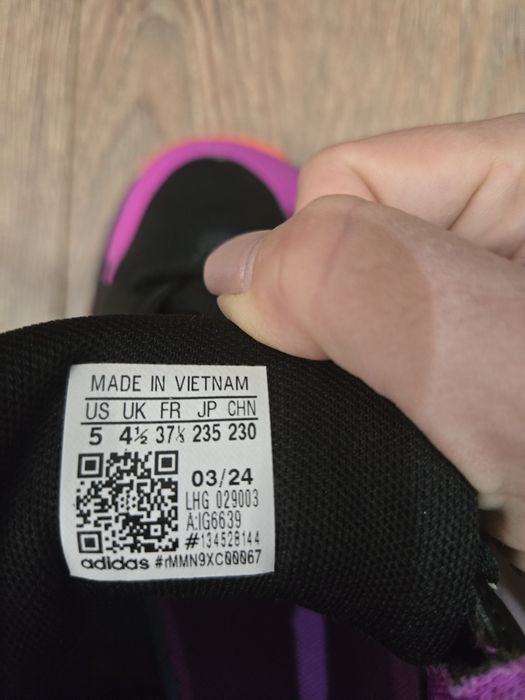 MADE IN VIETNAM
US UK FR JP CHN
5 4½ 37⅓ 235 230
03/24
LHG 029003
A:IG6639
#134528144
adidas #rMMN9XC00067